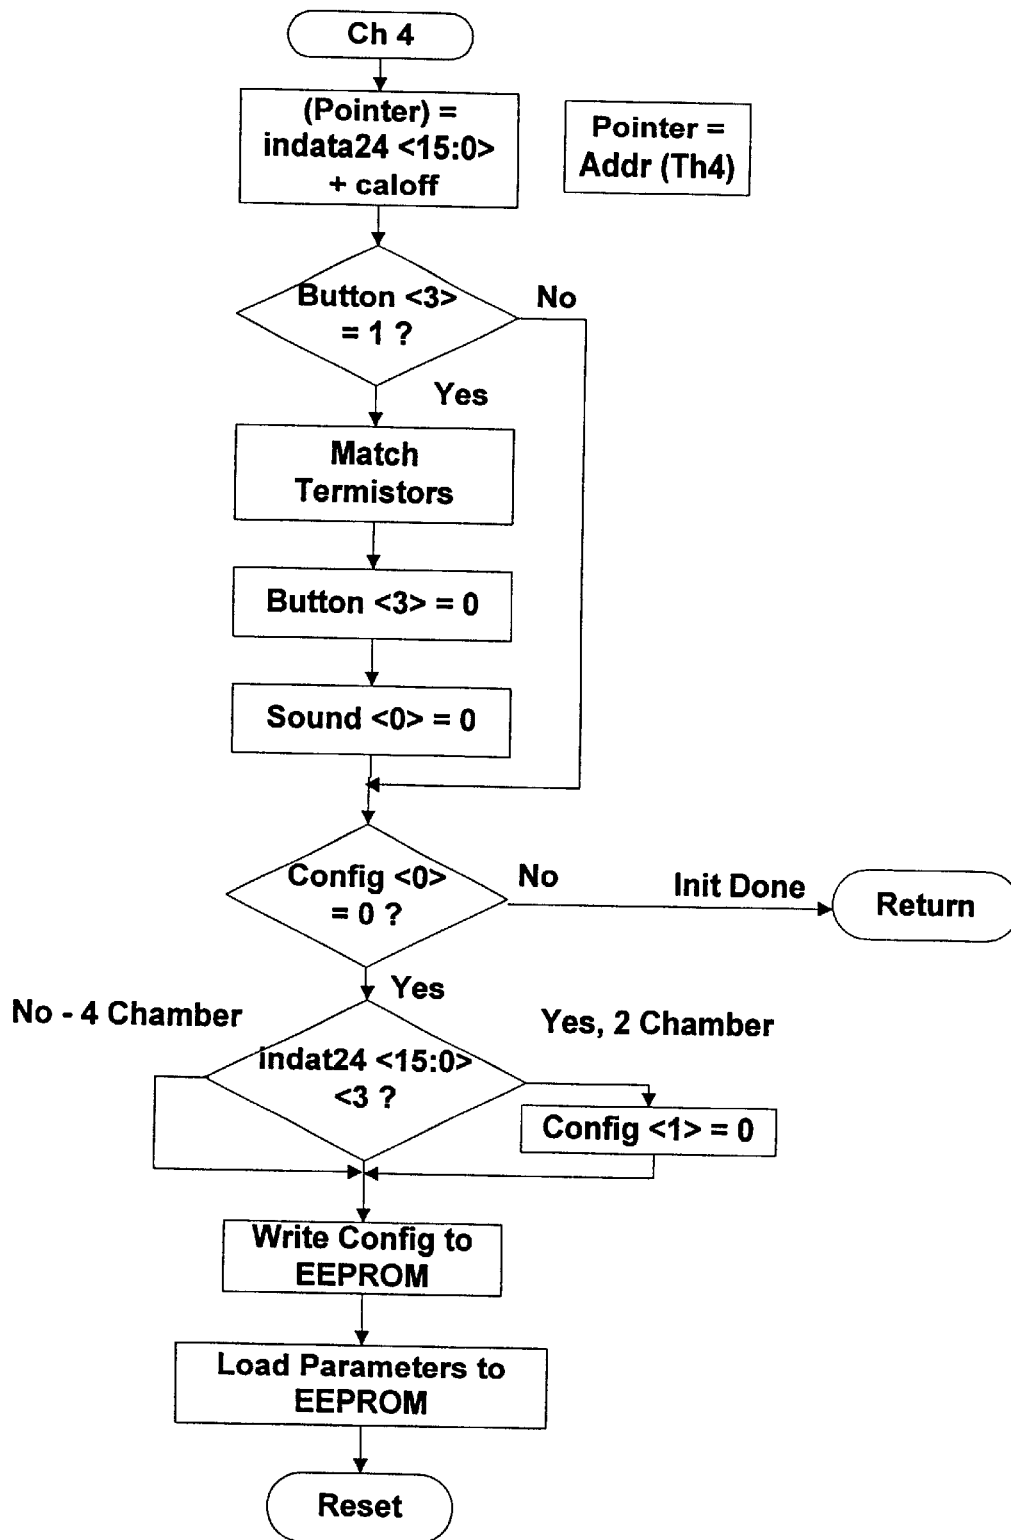 Ch 4
(Pointer) =
indata24 <15:0>
+ caloff
Pointer =
Addr (Th4)
Button <3>
= 1 ?
No
Yes
Match
Termistors
Button <3> = 0
Sound <0> = 0
Config <0>
= 0 ?
No
Init Done
Return
Yes
No - 4 Chamber
Yes, 2 Chamber
indat24 <15:0>
<3 ?
Config <1> = 0
Write Config to
EEPROM
Load Parameters to
EEPROM
Reset